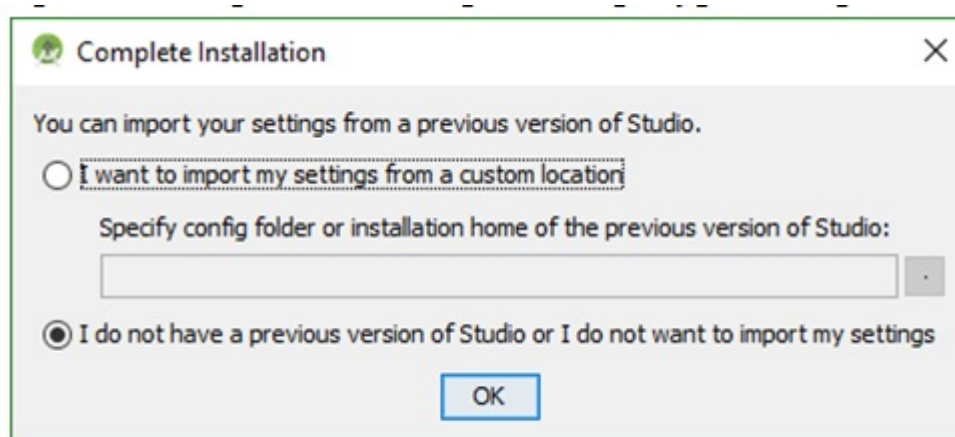 Complete Installation
You can import your settings from a previous version of Studio.
I want to import my settings from a custom location
Specify config folder or installation home of the previous version of Studio:
.
I do not have a previous version of Studio or I do not want to import my settings
OK